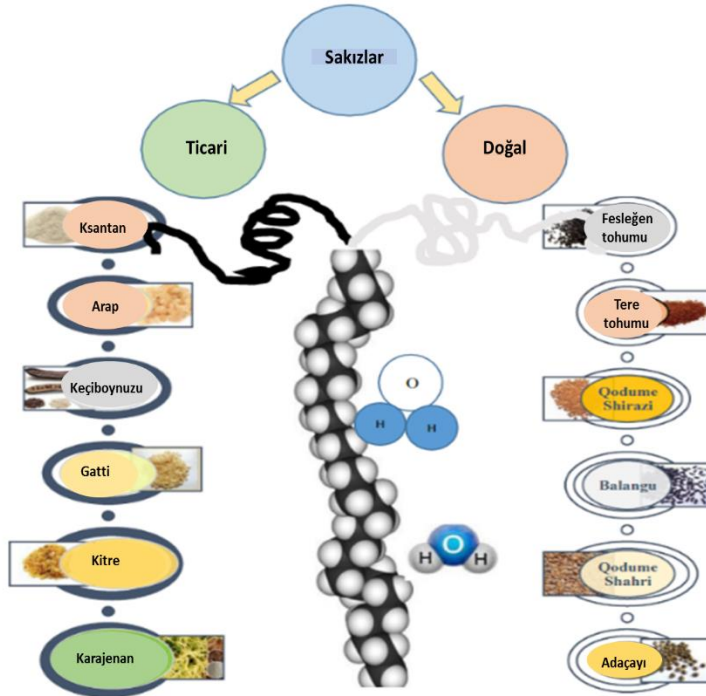 Sakızlar
Ticari
Doğal
Ksantan
Arap
Keçiboynuzu
Gatti
Kitre
Karajenan
O
H
H
H
O
H
Fesleğen
tohumu
Tere
tohumu
Qodume
Shirazi
Balangu
Qodume
Shahri
Adaçayı